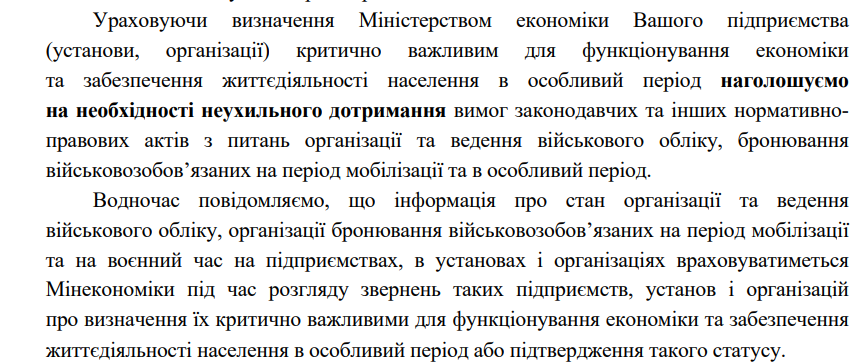 Ураховуючи визначення Міністерством економіки Вашого підприємства
(установи, організації) критично важливим для функціонування економіки
та забезпечення життєдіяльності населення в особливий період наголошуємо
на необхідності неухильного дотримання вимог законодавчих та інших нормативно-
правових актів з питань організації та ведення військового обліку, бронювання
військовозобов’язаних на період мобілізації та в особливий період.
Водночас повідомляємо, що інформація про стан організації та ведення
військового обліку, організації бронювання військовозобов’язаних на період мобілізації
та на воєнний час на підприємствах, в установах і організаціях враховуватиметься
Мінекономіки під час розгляду звернень таких підприємств, установ і організацій
про визначення їх критично важливими для функціонування економіки та забезпечення
життєдіяльності населення в особливий період або підтвердження такого статусу.